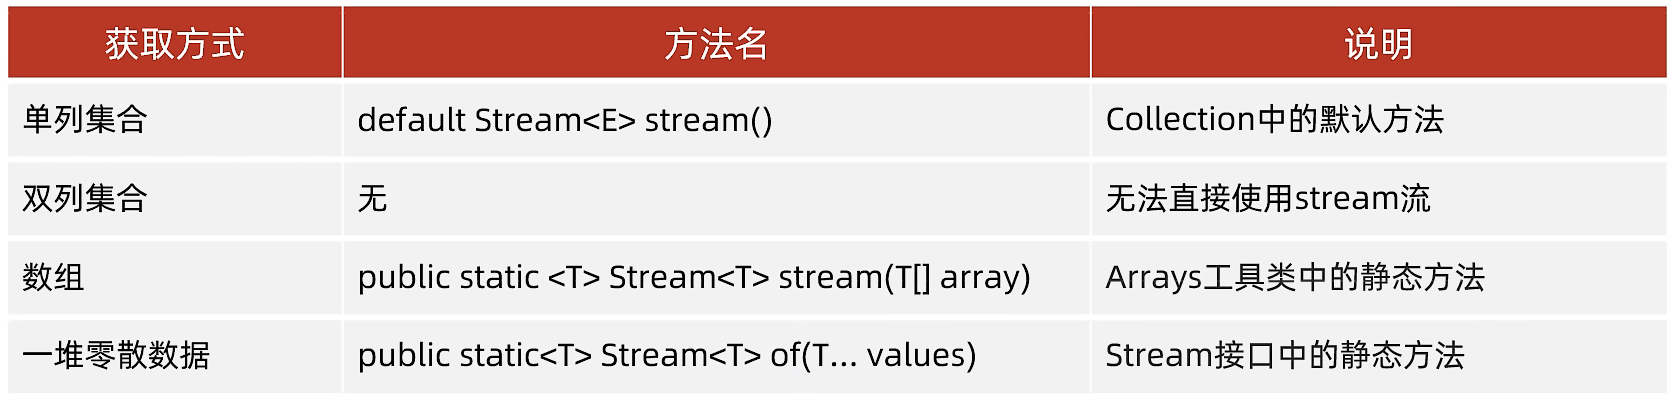 获取方式 方法名 说明
单列集合 default Stream<E> stream() Collection中的默认方法
双列集合 无 无法直接使用stream流
数组 public static <T> Stream<T> stream(T[] array) Arrays工具类中的静态方法
一堆零散数据 public static<T> Stream<T> of(T... values) Stream接口中的静态方法